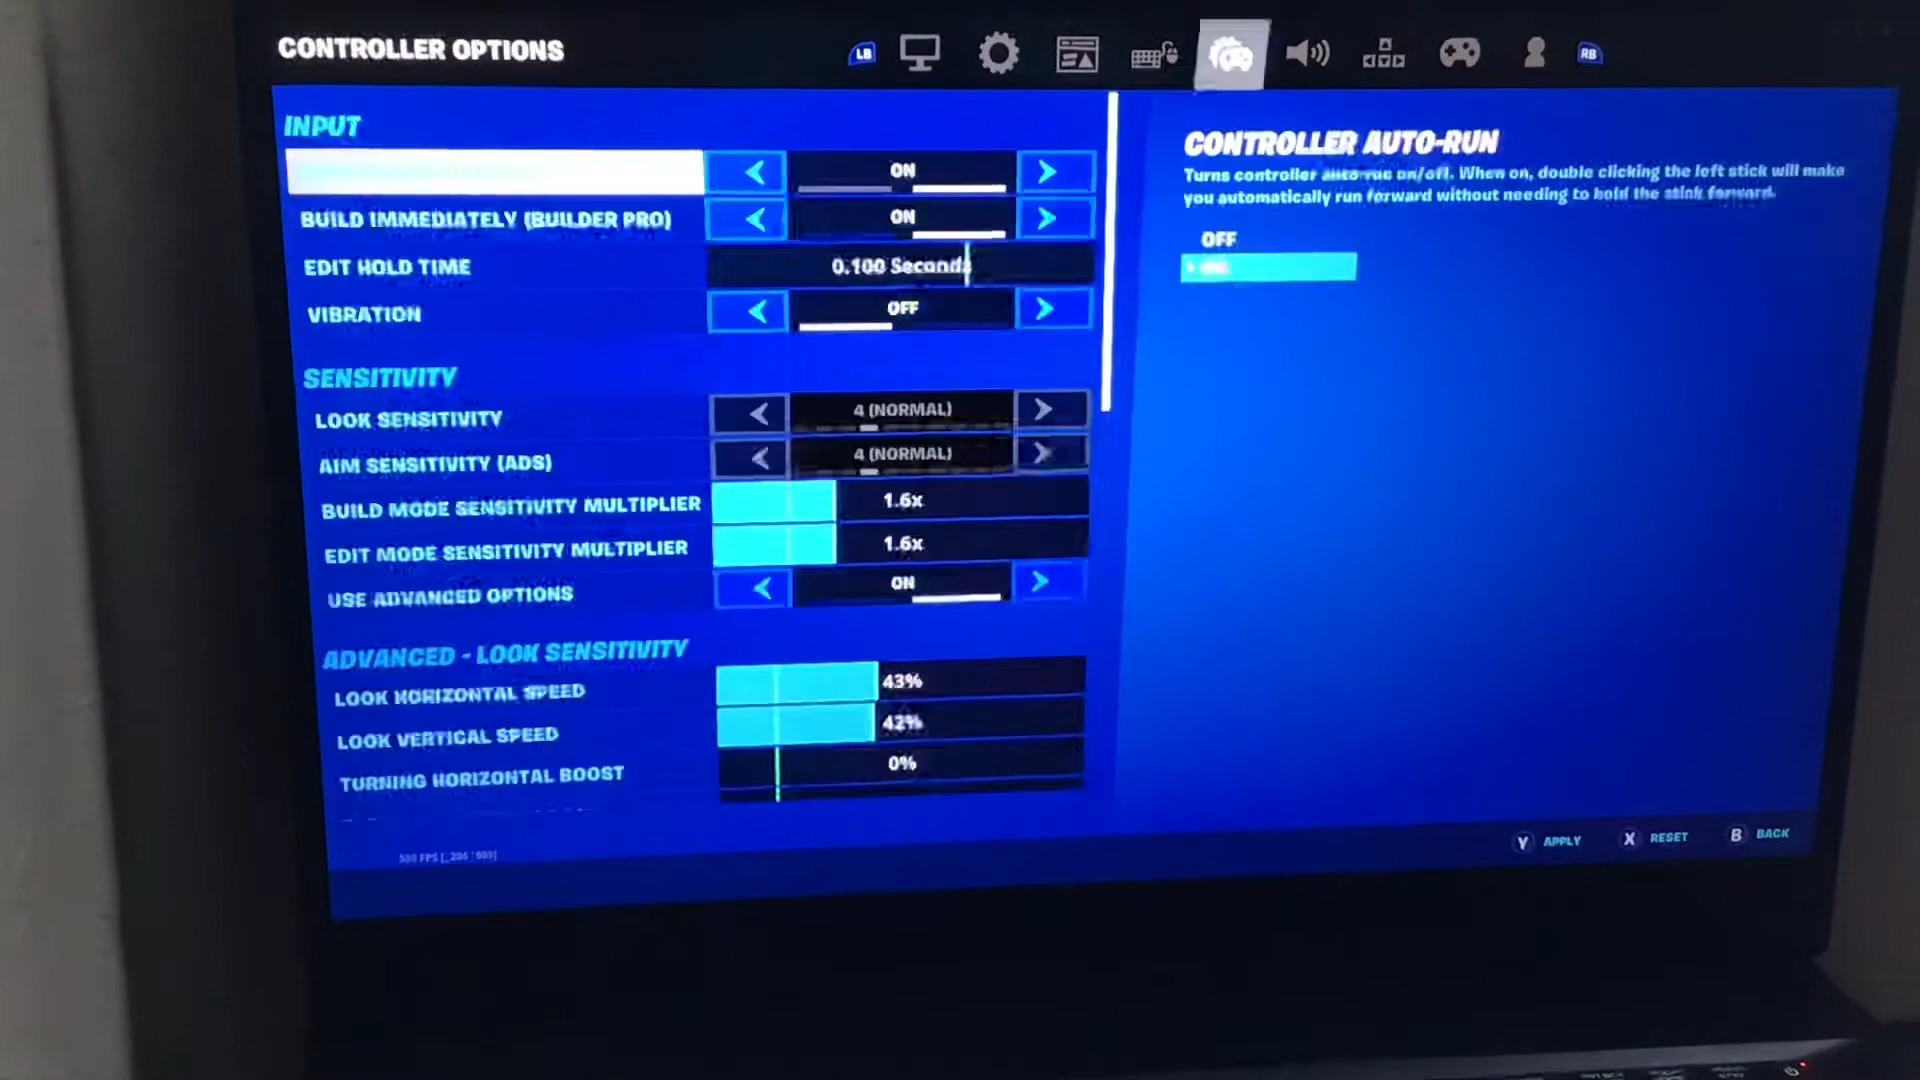 CONTROLLER OPTIONS
LB
RB
INPUT
ON
BUILD IMMEDIATELY (BUILDER PRO)
ON
EDIT HOLD TIME
0.100 Seconds
VIBRATION
OFF
SENSITIVITY
LOOK SENSITIVITY
4 (NORMAL)
AIM SENSITIVITY (ADS)
4 (NORMAL)
BUILD MODE SENSITIVITY MULTIPLIER
1.6x
EDIT MODE SENSITIVITY MULTIPLIER
1.6x
USE ADVANCED OPTIONS
ON
ADVANCED - LOOK SENSITIVITY
LOOK HORIZONTAL SPEED
43%
LOOK VERTICAL SPEED
42%
TURNING HORIZONTAL BOOST
0%
CONTROLLER AUTO-RUN
Turns controller auto-run on/off. When on, double clicking the left stick will make
you automatically run forward without needing to hold the stick forward.
OFF
Y APPLY
X RESET
B BACK